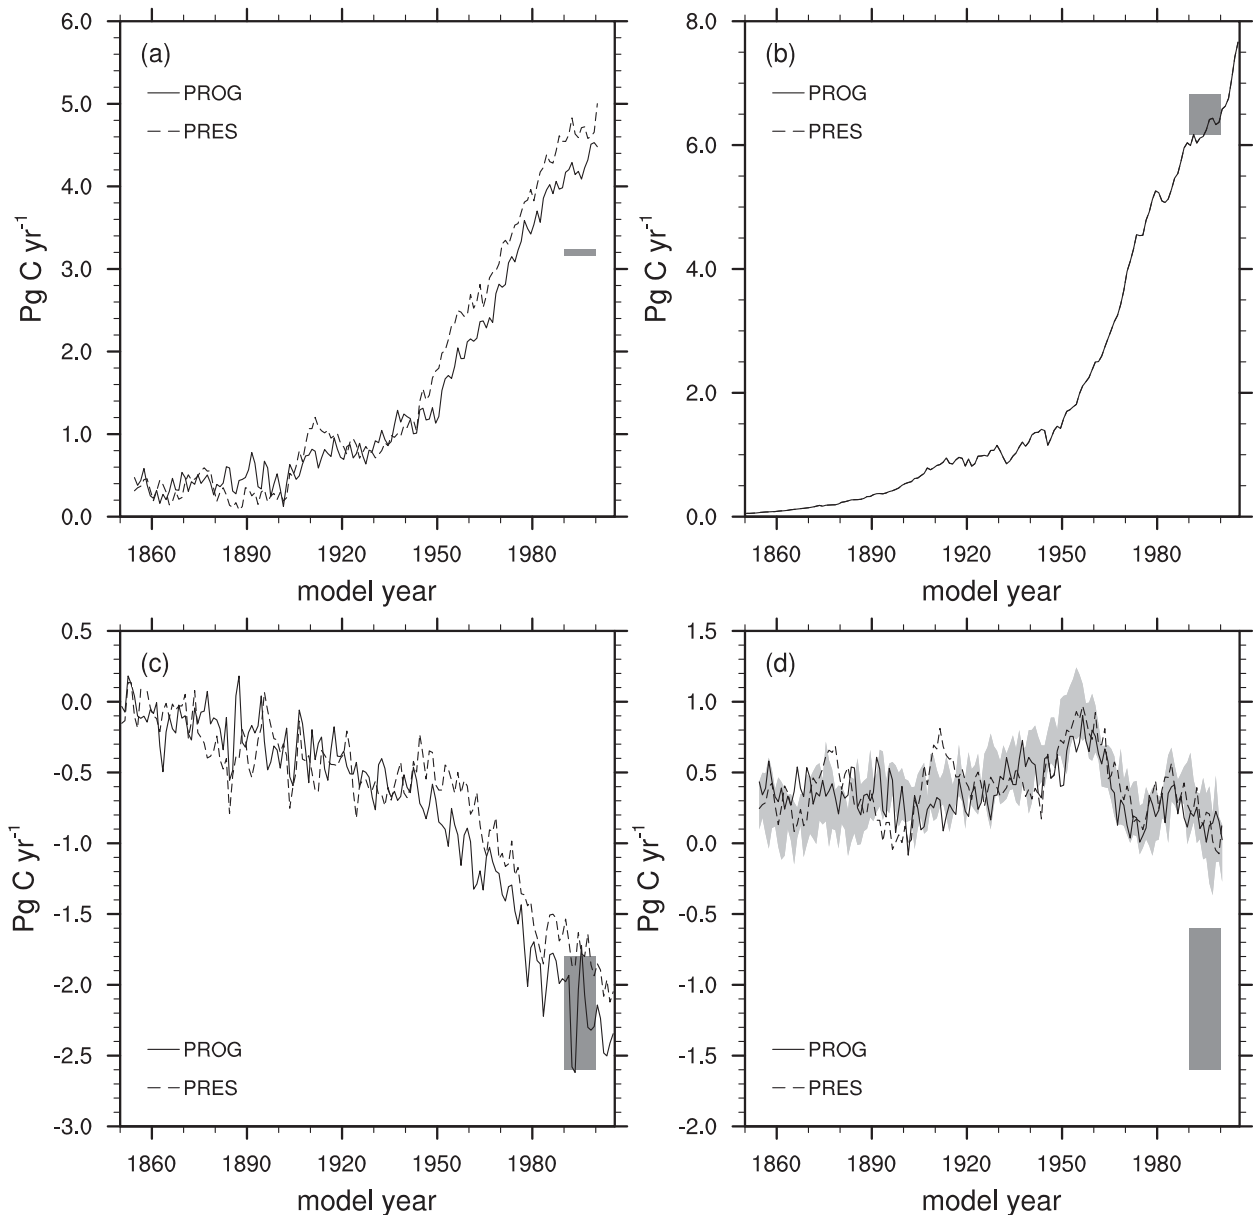 (a)
PROG
PRES
6.0
5.0
4.0
3.0
2.0
1.0
0.0
Pg C yr-1
1860 1890 1920 1950 1980
model year
(b)
PROG
PRES
8.0
6.0
4.0
2.0
0.0
Pg C yr-1
1860 1890 1920 1950 1980
model year
(c)
0.5
0.0
-0.5
-1.0
-1.5
-2.0
-2.5
-3.0
Pg C yr-1
PROG
PRES
1860 1890 1920 1950 1980
model year
(d)
1.5
1.0
0.5
0.0
-0.5
-1.0
-1.5
-2.0
Pg C yr-1
PROG
PRES
1860 1890 1920 1950 1980
model year